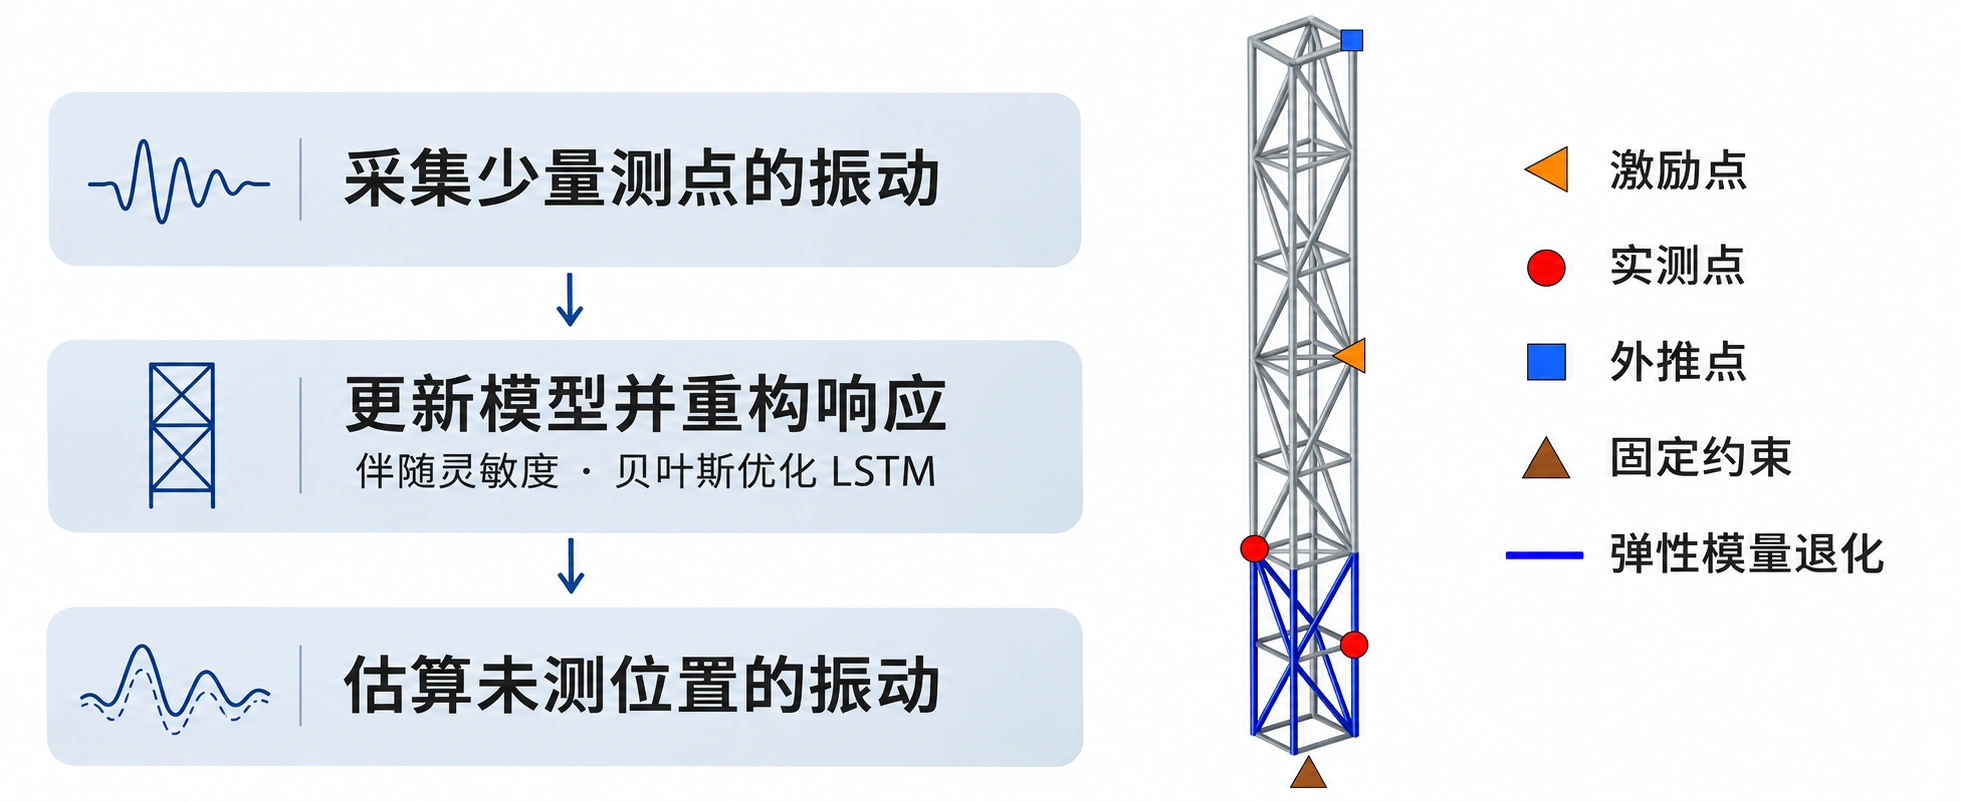 采集少量测点的振动
更新模型并重构响应
伴随灵敏度 · 贝叶斯优化 LSTM
估算未测位置的振动
激励点
实测点
外推点
固定约束
弹性模量退化